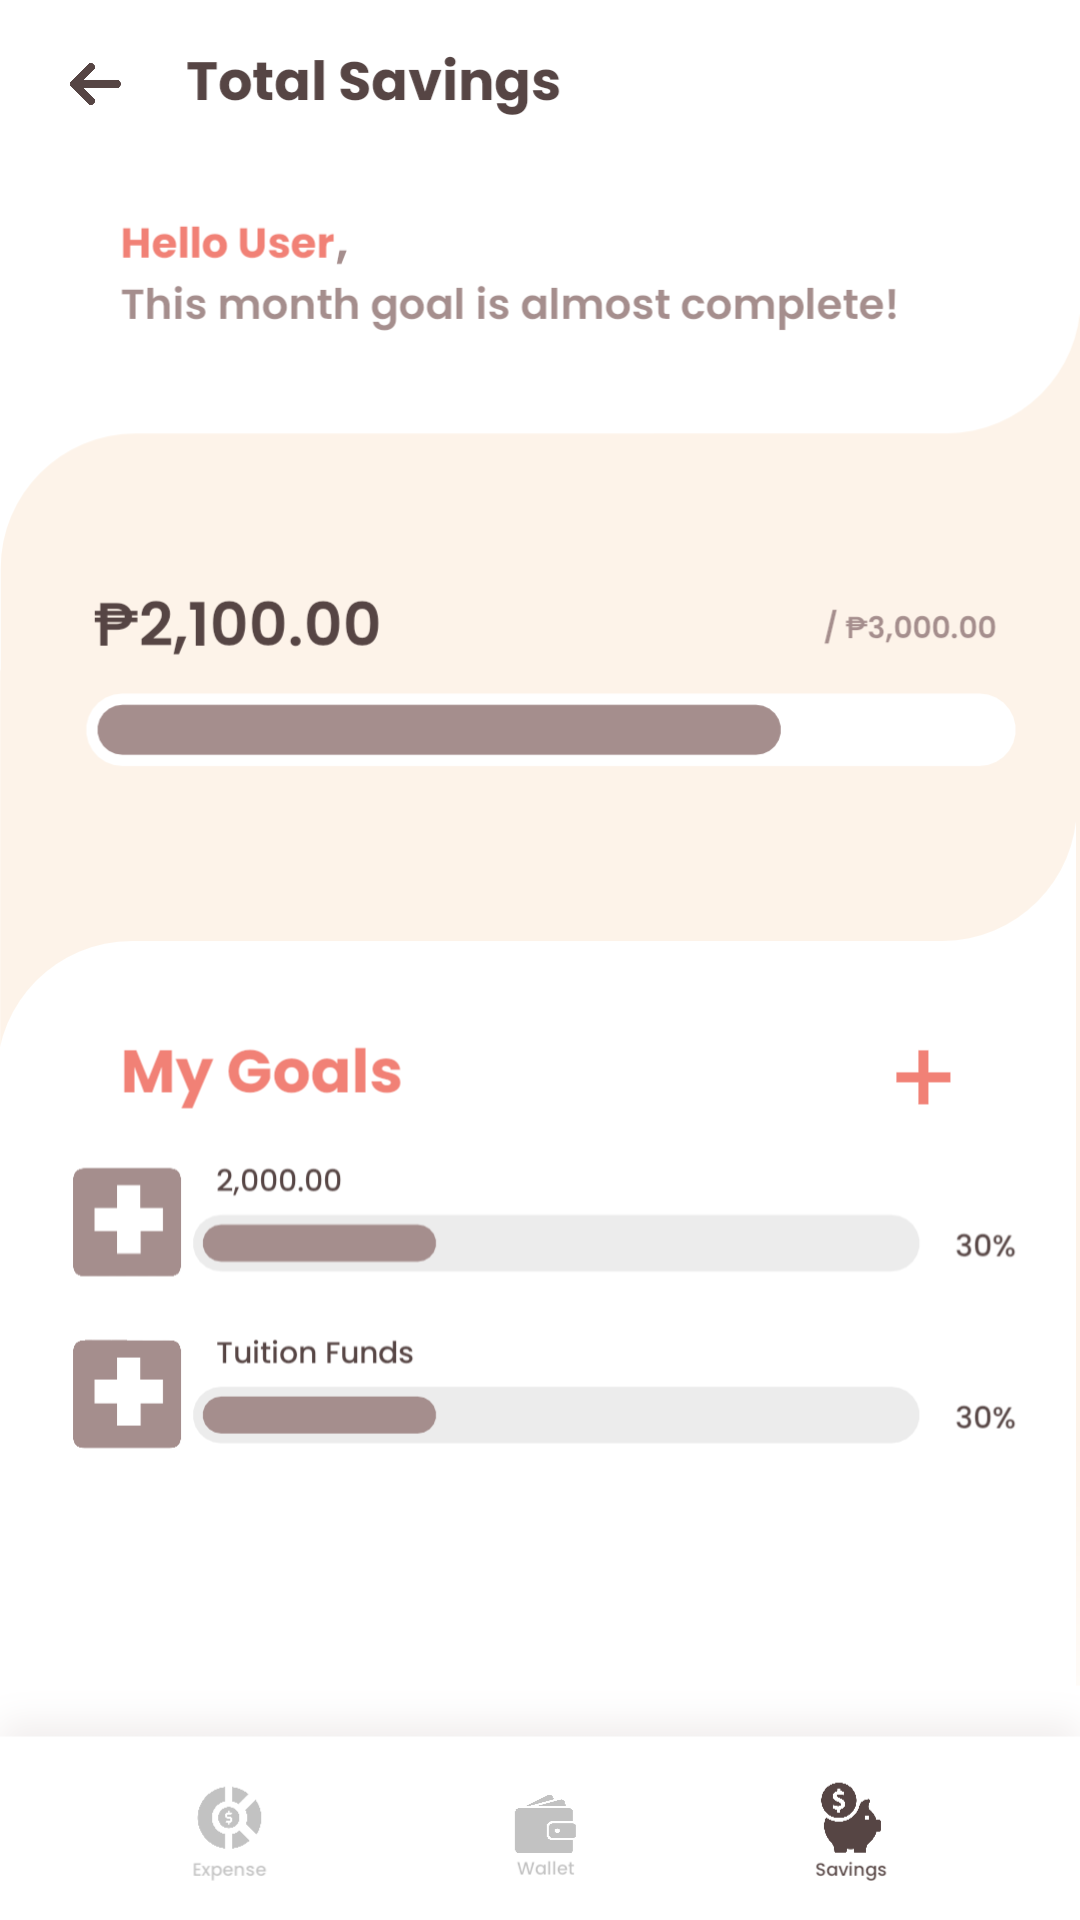 Total Savings
Hello User,
This month goal is almost complete!
₱2,100.00
/ ₱3,000.00
My Goals
2,000.00
30%
Tuition Funds
30%
Expense
Wallet
Savings